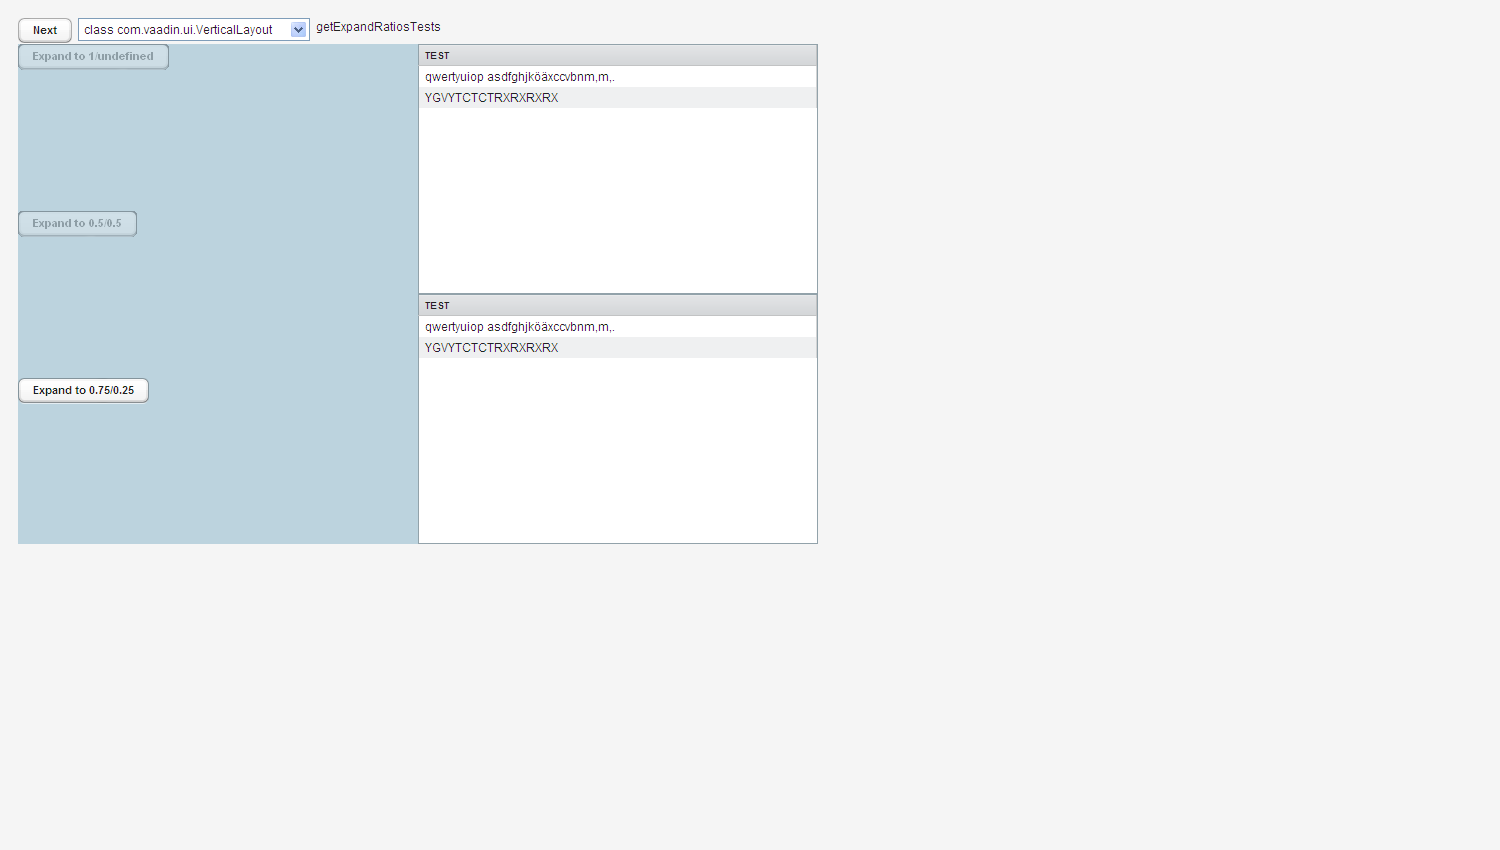 Next
class com.vaadin.ui.VerticalLayout
getExpandRatiosTests
Expand to 1/undefined
Expand to 0.5/0.5
Expand to 0.75/0.25
TEST
qwertyuiop asdfghjköäxccvbnm,m,.
YGVYTCTCTRXRXRXRX
TEST
qwertyuiop asdfghjköäxccvbnm,m,.
YGVYTCTCTRXRXRXRX